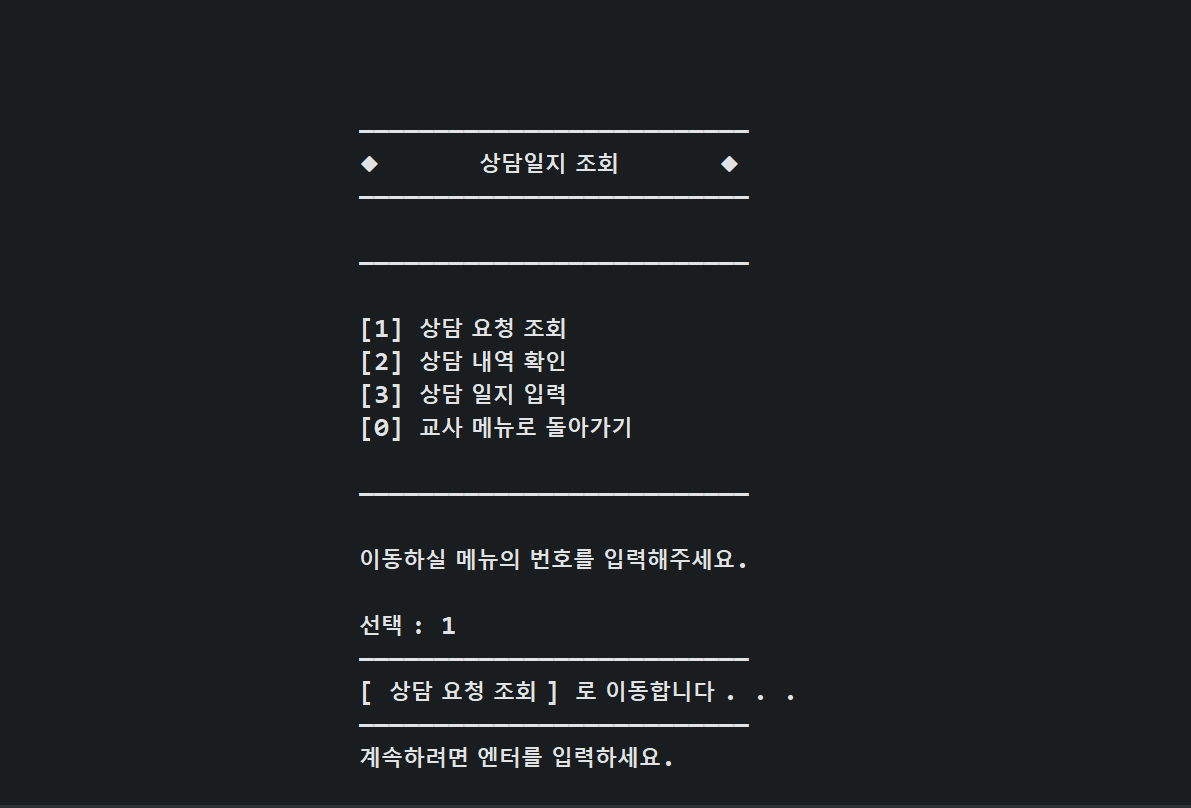 ◆ 상담일지 조회 ◆
[1] 상담 요청 조회
[2] 상담 내역 확인
[3] 상담 일지 입력
[0] 교사 메뉴로 돌아가기
이동하실 메뉴의 번호를 입력해주세요.
선택 : 1
[ 상담 요청 조회 ] 로 이동합니다 . . .
계속하려면 엔터를 입력하세요.